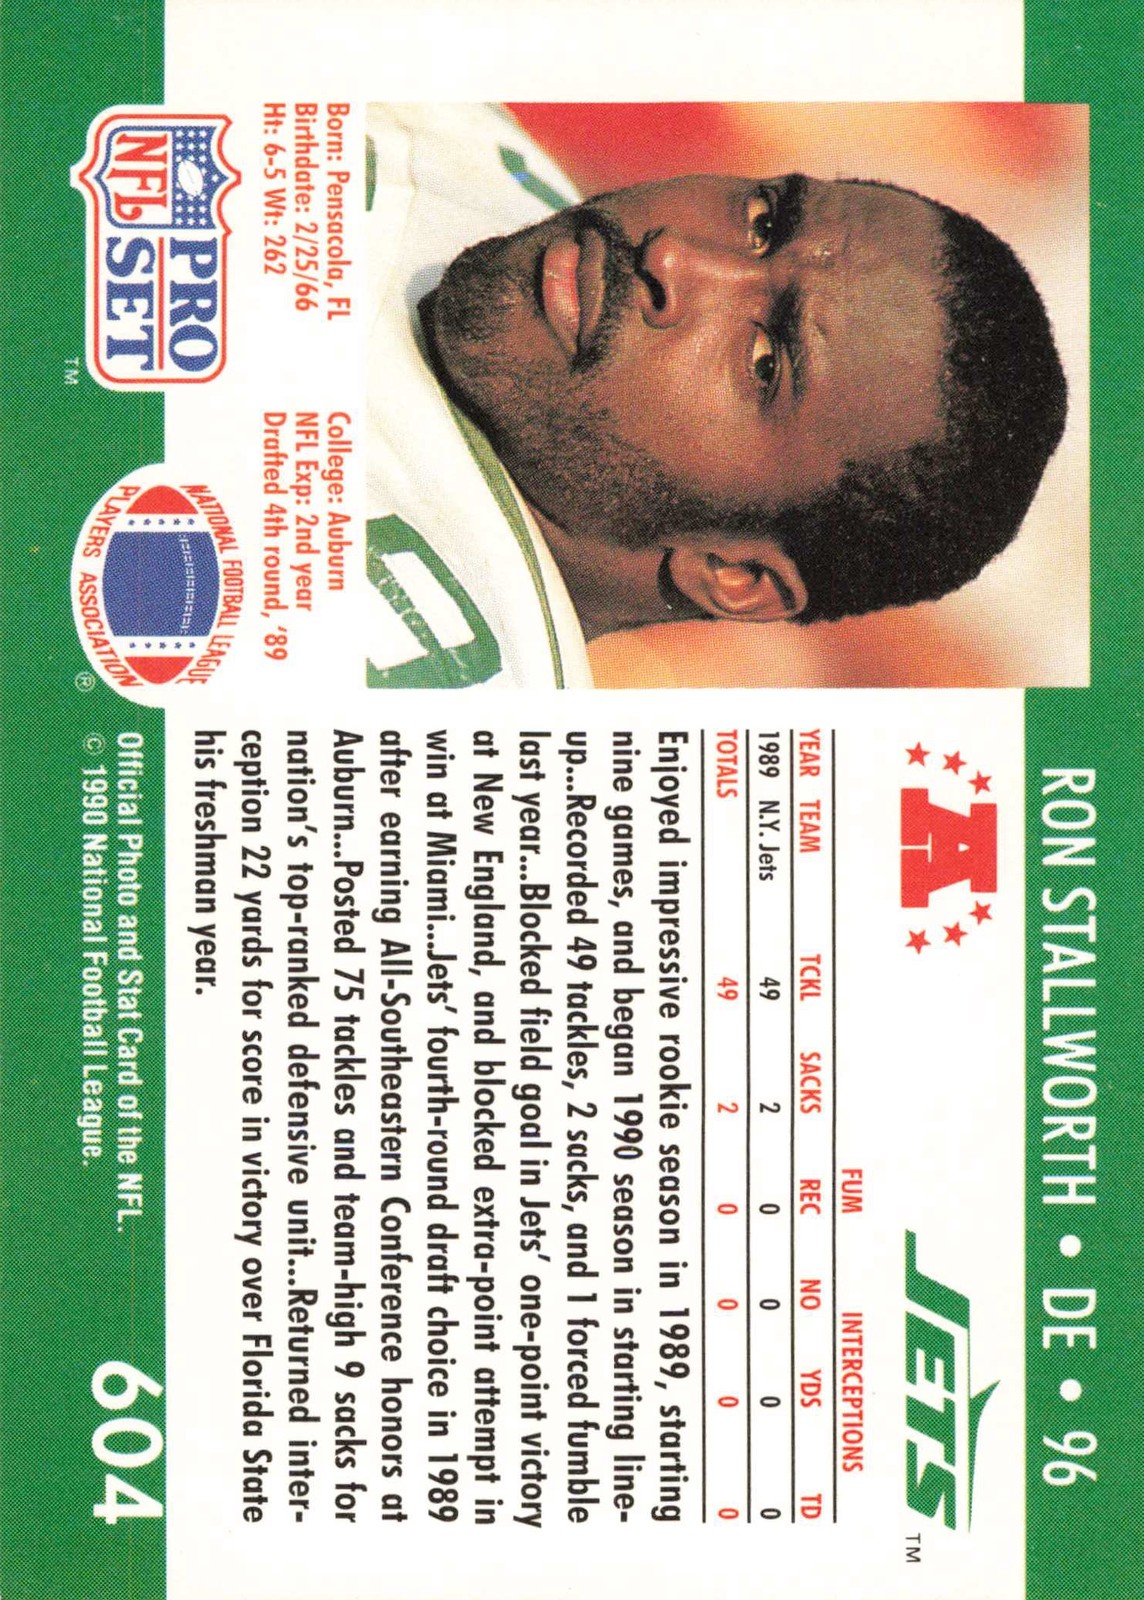 RON STALLWORTH • DE • 96
A
JETS TM
FUM INTERCEPTIONS
YEAR TEAM TCKL SACKS REC NO YDS TD
1989 N.Y. Jets 49 2 0 0 0 0
TOTALS 49 2 0 0 0 0
Enjoyed impressive rookie season in 1989, starting
nine games, and began 1990 season in starting line-
up...Recorded 49 tackles, 2 sacks, and 1 forced fumble
last year...Blocked field goal in Jets' one-point victory
at New England, and blocked extra-point attempt in
win at Miami...Jets' fourth-round draft choice in 1989
after earning All-Southeastern Conference honors at
Auburn...Posted 75 tackles and team-high 9 sacks for
nation's top-ranked defensive unit...Returned inter-
ception 22 yards for score in victory over Florida State
his freshman year.
Born: Pensacola, FL
Birthdate: 2/25/66
Ht: 6-5 Wt: 262
College: Auburn
NFL Exp: 2nd year
Drafted 4th round, '89
NFL
PRO
SET
TM
NATIONAL FOOTBALL LEAGUE
PLAYERS ASSOCIATION ®
Official Photo and Stat Card of the NFL.
© 1990 National Football League.
604